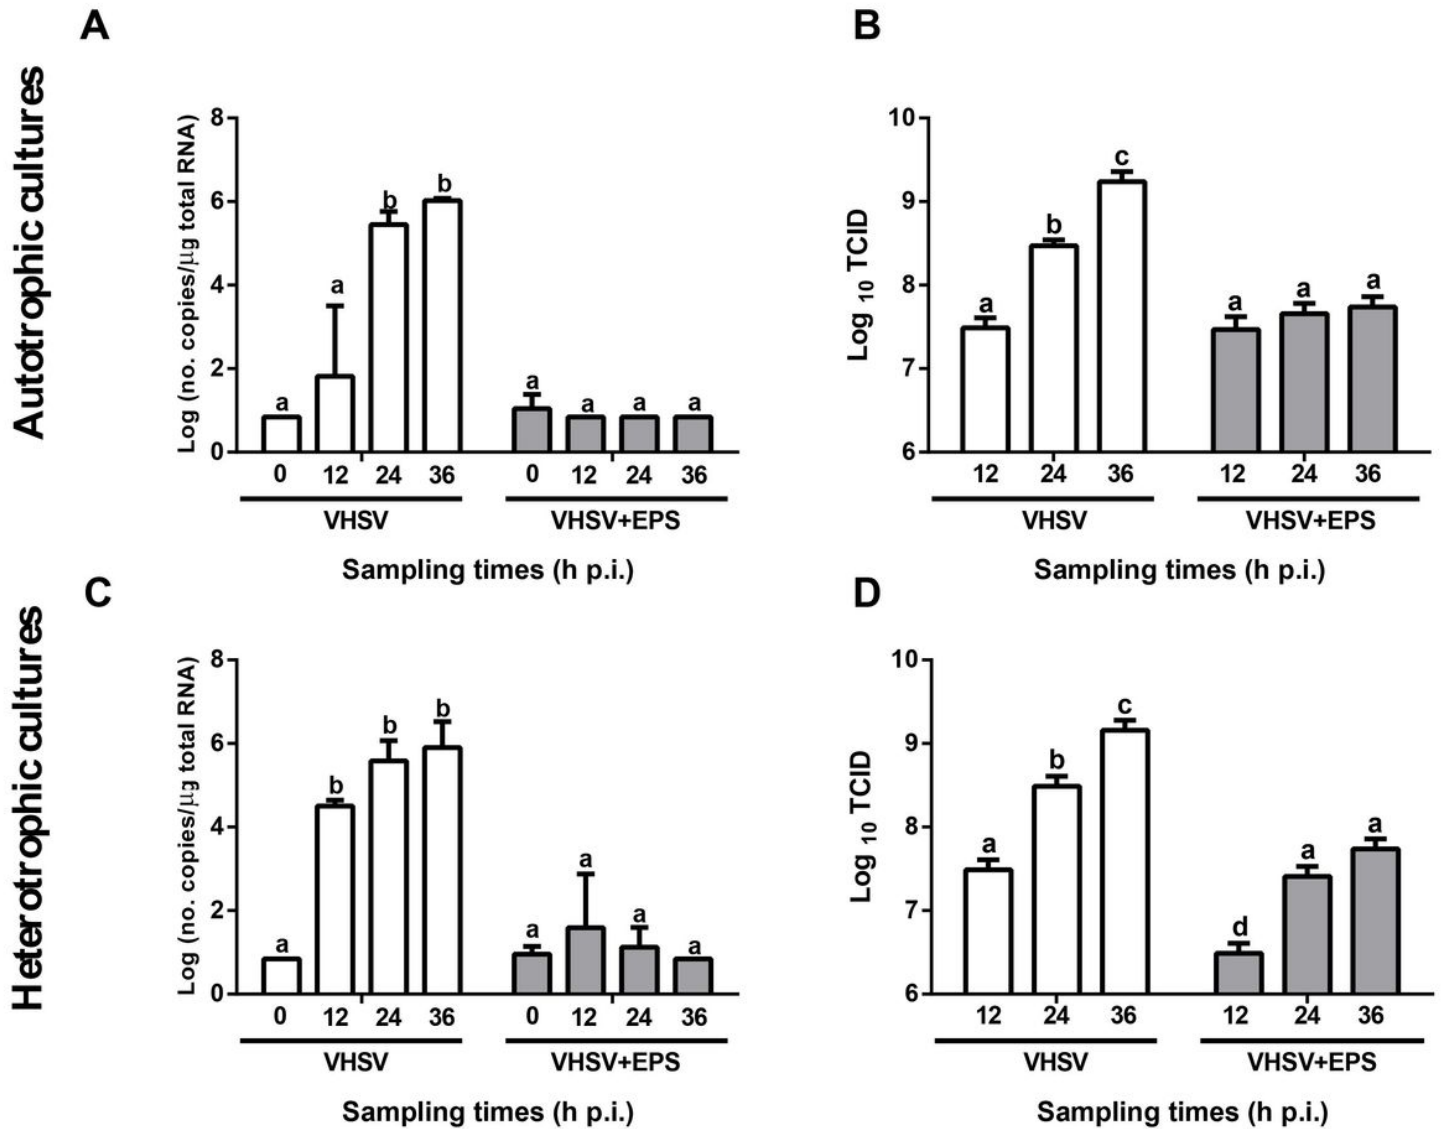 A
Autotrophic cultures
Log (no. copies/µg total RNA)
8
6
4
2
0
a
a
b
b
a
a
a
a
0 12 24 36 0 12 24 36
VHSV VHSV+EPS
Sampling times (h p.i.)
B
Log 10 TCID
10
9
8
7
6
a
b
c
a
a
a
12 24 36 12 24 36
VHSV VHSV+EPS
Sampling times (h p.i.)
C
Heterotrophic cultures
Log (no. copies/µg total RNA)
8
6
4
2
0
a
b
b
b
a
a
a
a
0 12 24 36 0 12 24 36
VHSV VHSV+EPS
Sampling times (h p.i.)
D
Log 10 TCID
10
9
8
7
6
a
b
c
d
a
a
12 24 36 12 24 36
VHSV VHSV+EPS
Sampling times (h p.i.)